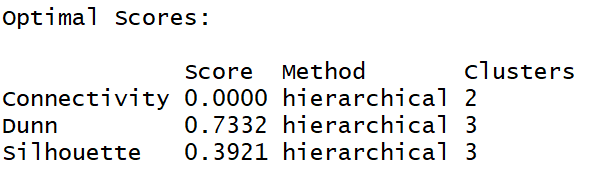 Optimal Scores:
Score Method Clusters
Connectivity 0.0000 hierarchical 2
Dunn 0.7332 hierarchical 3
Silhouette 0.3921 hierarchical 3